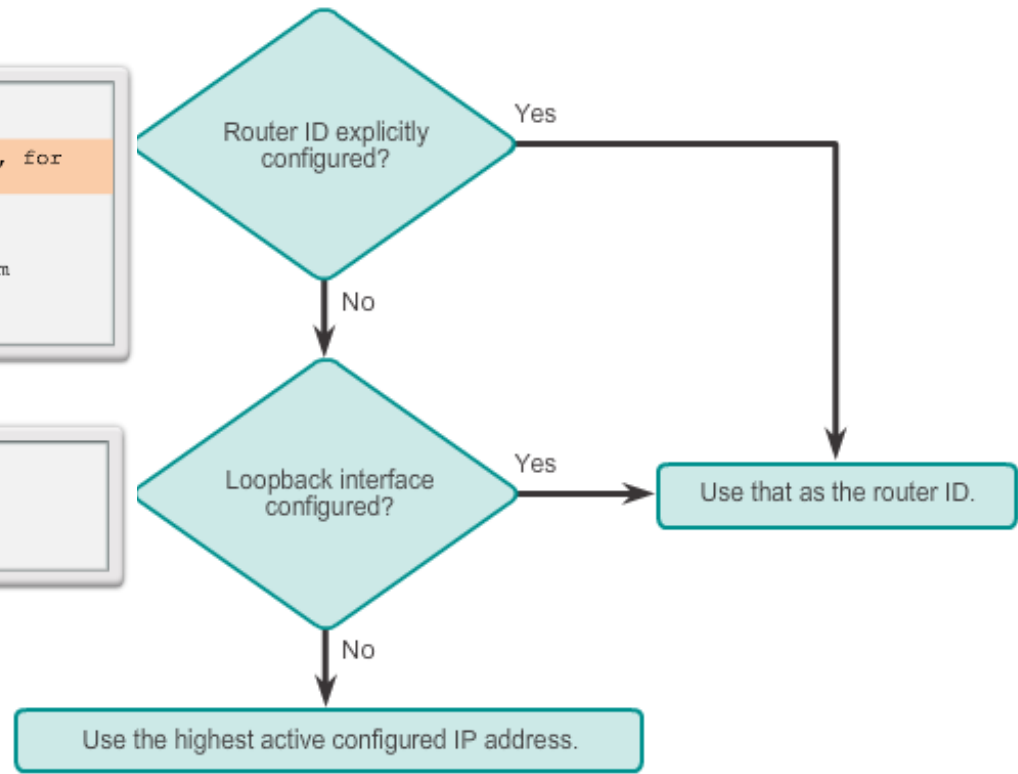 Router ID explicitly
configured?
Yes
, for
m
No
Loopback interface
configured?
Yes
Use that as the router ID.
No
Use the highest active configured IP address.